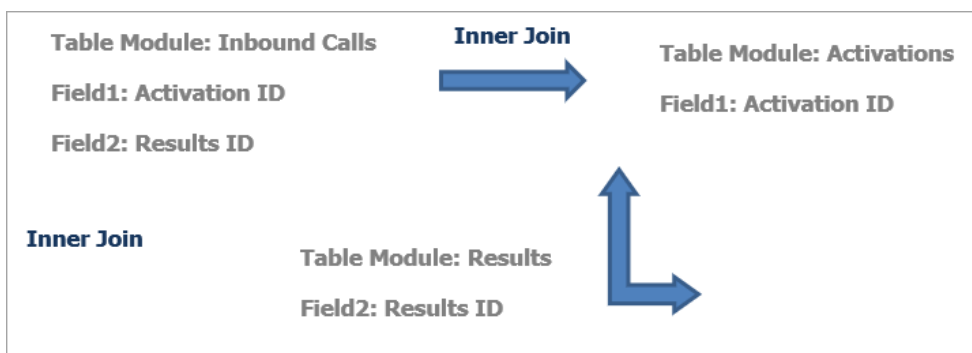 Table Module: Inbound Calls
Field1: Activation ID
Field2: Results ID
Inner Join
Table Module: Activations
Field1: Activation ID
Inner Join
Table Module: Results
Field2: Results ID